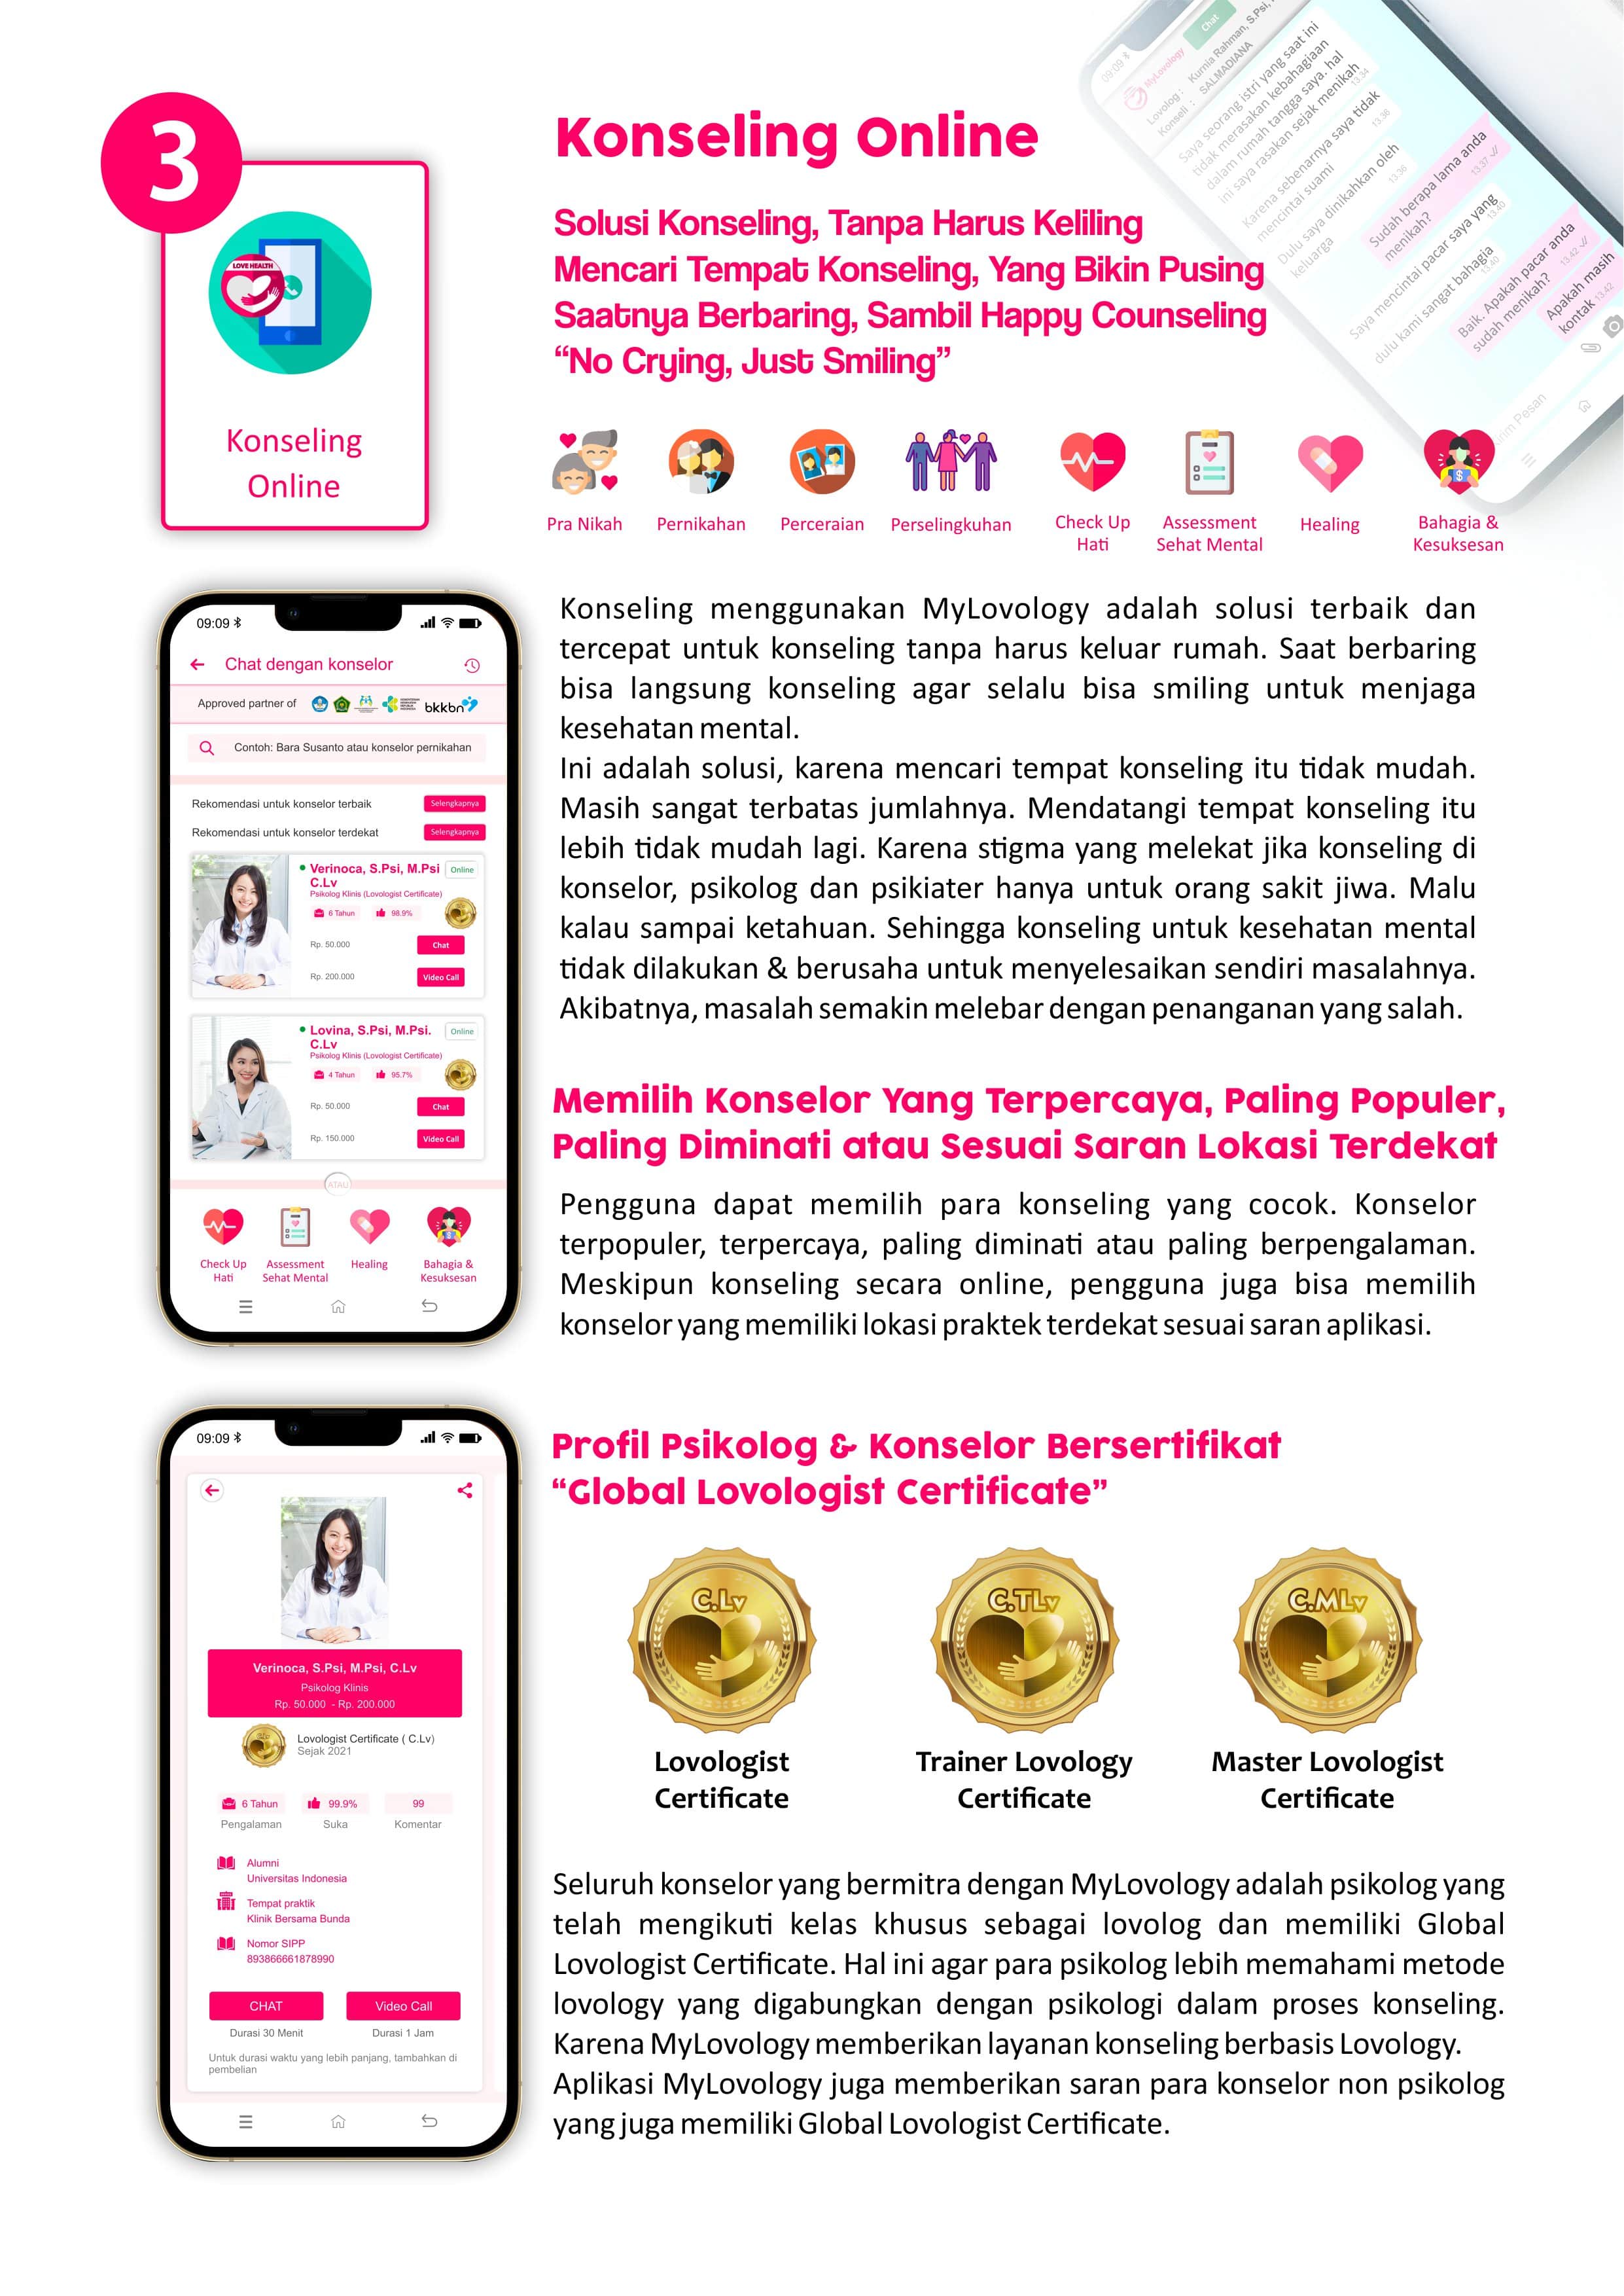 3
LOVE HEALTH
Konseling
Online
Konseling Online
Solusi Konseling, Tanpa Harus Keliling
Mencari Tempat Konseling, Yang Bikin Pusing
Saatnya Berbaring, Sambil Happy Counseling
“No Crying, Just Smiling”
09:09
MyLovology
Chat
Lovolog : Kurnia Rahman, S.Psi,
Konseli : SALMADIANA
Saya seorang istri yang saat ini
tidak merasakan kebahagiaan
dalam rumah tangga saya. hal
ini saya rasakan sejak menikah
13.34
Karena sebenarnya saya tidak
mencintai suami
13.36
Dulu saya dinikahkan oleh
keluarga
13.36
Sudah berapa lama anda
menikah?
13.37
Saya mencintai pacar saya yang
13.40
dulu kami sangat bahagia
13.40
Baik. Apakah pacar anda
sudah menikah?
13.42
Apakah masih
kontak
13.42
Pesan
Pra Nikah
Pernikahan
Perceraian
Perselingkuhan
Check Up
Hati
Assessment
Sehat Mental
Healing
Bahagia &
Kesuksesan
Konseling menggunakan MyLovology adalah solusi terbaik dan
tercepat untuk konseling tanpa harus keluar rumah. Saat berbaring
bisa langsung konseling agar selalu bisa smiling untuk menjaga
kesehatan mental.
Ini adalah solusi, karena mencari tempat konseling itu tidak mudah.
Masih sangat terbatas jumlahnya. Mendatangi tempat konseling itu
lebih tidak mudah lagi. Karena stigma yang melekat jika konseling di
konselor, psikolog dan psikiater hanya untuk orang sakit jiwa. Malu
kalau sampai ketahuan. Sehingga konseling untuk kesehatan mental
tidak dilakukan & berusaha untuk menyelesaikan sendiri masalahnya.
Akibatnya, masalah semakin melebar dengan penanganan yang salah.
09:09
Chat dengan konselor
Approved partner of
bkkbn
Contoh: Bara Susanto atau konselor pernikahan
Rekomendasi untuk konselor terbaik
Selengkapnya
Rekomendasi untuk konselor terdekat
Selengkapnya
Verinoca, S.Psi, M.Psi
C.Lv
Online
Psikolog Klinis (Lovologist Certificate)
6 Tahun
98.9%
Rp. 50.000
Chat
Rp. 200.000
Video Call
Lovina, S.Psi, M.Psi.
C.Lv
Online
Psikolog Klinis (Lovologist Certificate)
4 Tahun
95.7%
Rp. 50.000
Chat
Rp. 150.000
Video Call
ATAU
Check Up
Hati
Assessment
Sehat Mental
Healing
Bahagia &
Kesuksesan
Memilih Konselor Yang Terpercaya, Paling Populer,
Paling Diminati atau Sesuai Saran Lokasi Terdekat
Pengguna dapat memilih para konseling yang cocok. Konselor
terpopuler, terpercaya, paling diminati atau paling berpengalaman.
Meskipun konseling secara online, pengguna juga bisa memilih
konselor yang memiliki lokasi praktek terdekat sesuai saran aplikasi.
09:09
Verinoca, S.Psi, M.Psi, C.Lv
Psikolog Klinis
Rp. 50.000 - Rp. 200.000
Lovologist Certificate ( C.Lv)
Sejak 2021
6 Tahun
Pengalaman
99.9%
Suka
99
Komentar
Alumni
Universitas Indonesia
Tempat praktik
Klinik Bersama Bunda
Nomor SIPP
893866661878990
CHAT
Durasi 30 Menit
Video Call
Durasi 1 Jam
Untuk durasi waktu yang lebih panjang, tambahkan di
pembelian
Profil Psikolog & Konselor Bersertifikat
“Global Lovologist Certificate”
C.Lv
Lovologist
Certificate
C.TLv
Trainer Lovology
Certificate
C.MLv
Master Lovologist
Certificate
Seluruh konselor yang bermitra dengan MyLovology adalah psikolog yang
telah mengikuti kelas khusus sebagai lovolog dan memiliki Global
Lovologist Certificate. Hal ini agar para psikolog lebih memahami metode
lovology yang digabungkan dengan psikologi dalam proses konseling.
Karena MyLovology memberikan layanan konseling berbasis Lovology.
Aplikasi MyLovology juga memberikan saran para konselor non psikolog
yang juga memiliki Global Lovologist Certificate.